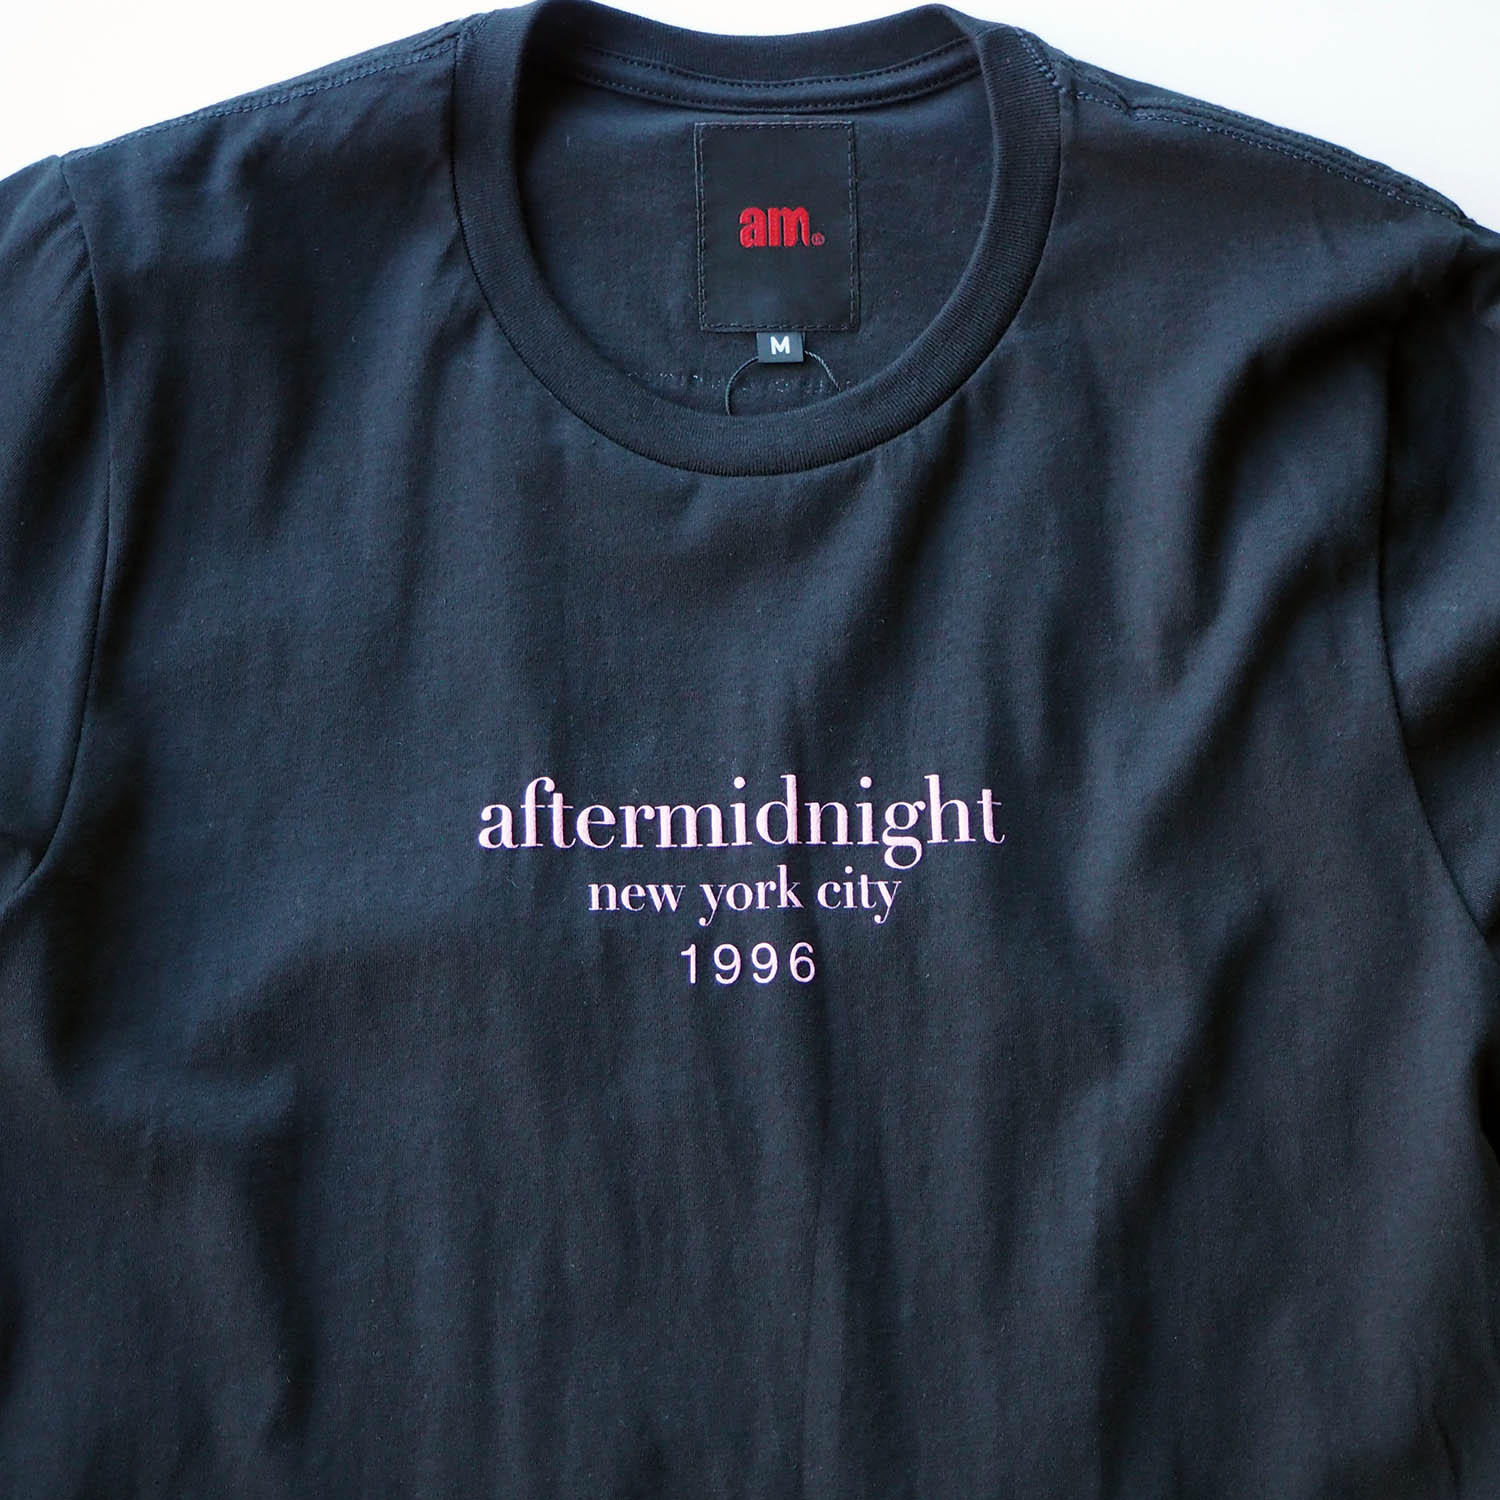 am.®
M
aftermidnight
new york city
1996